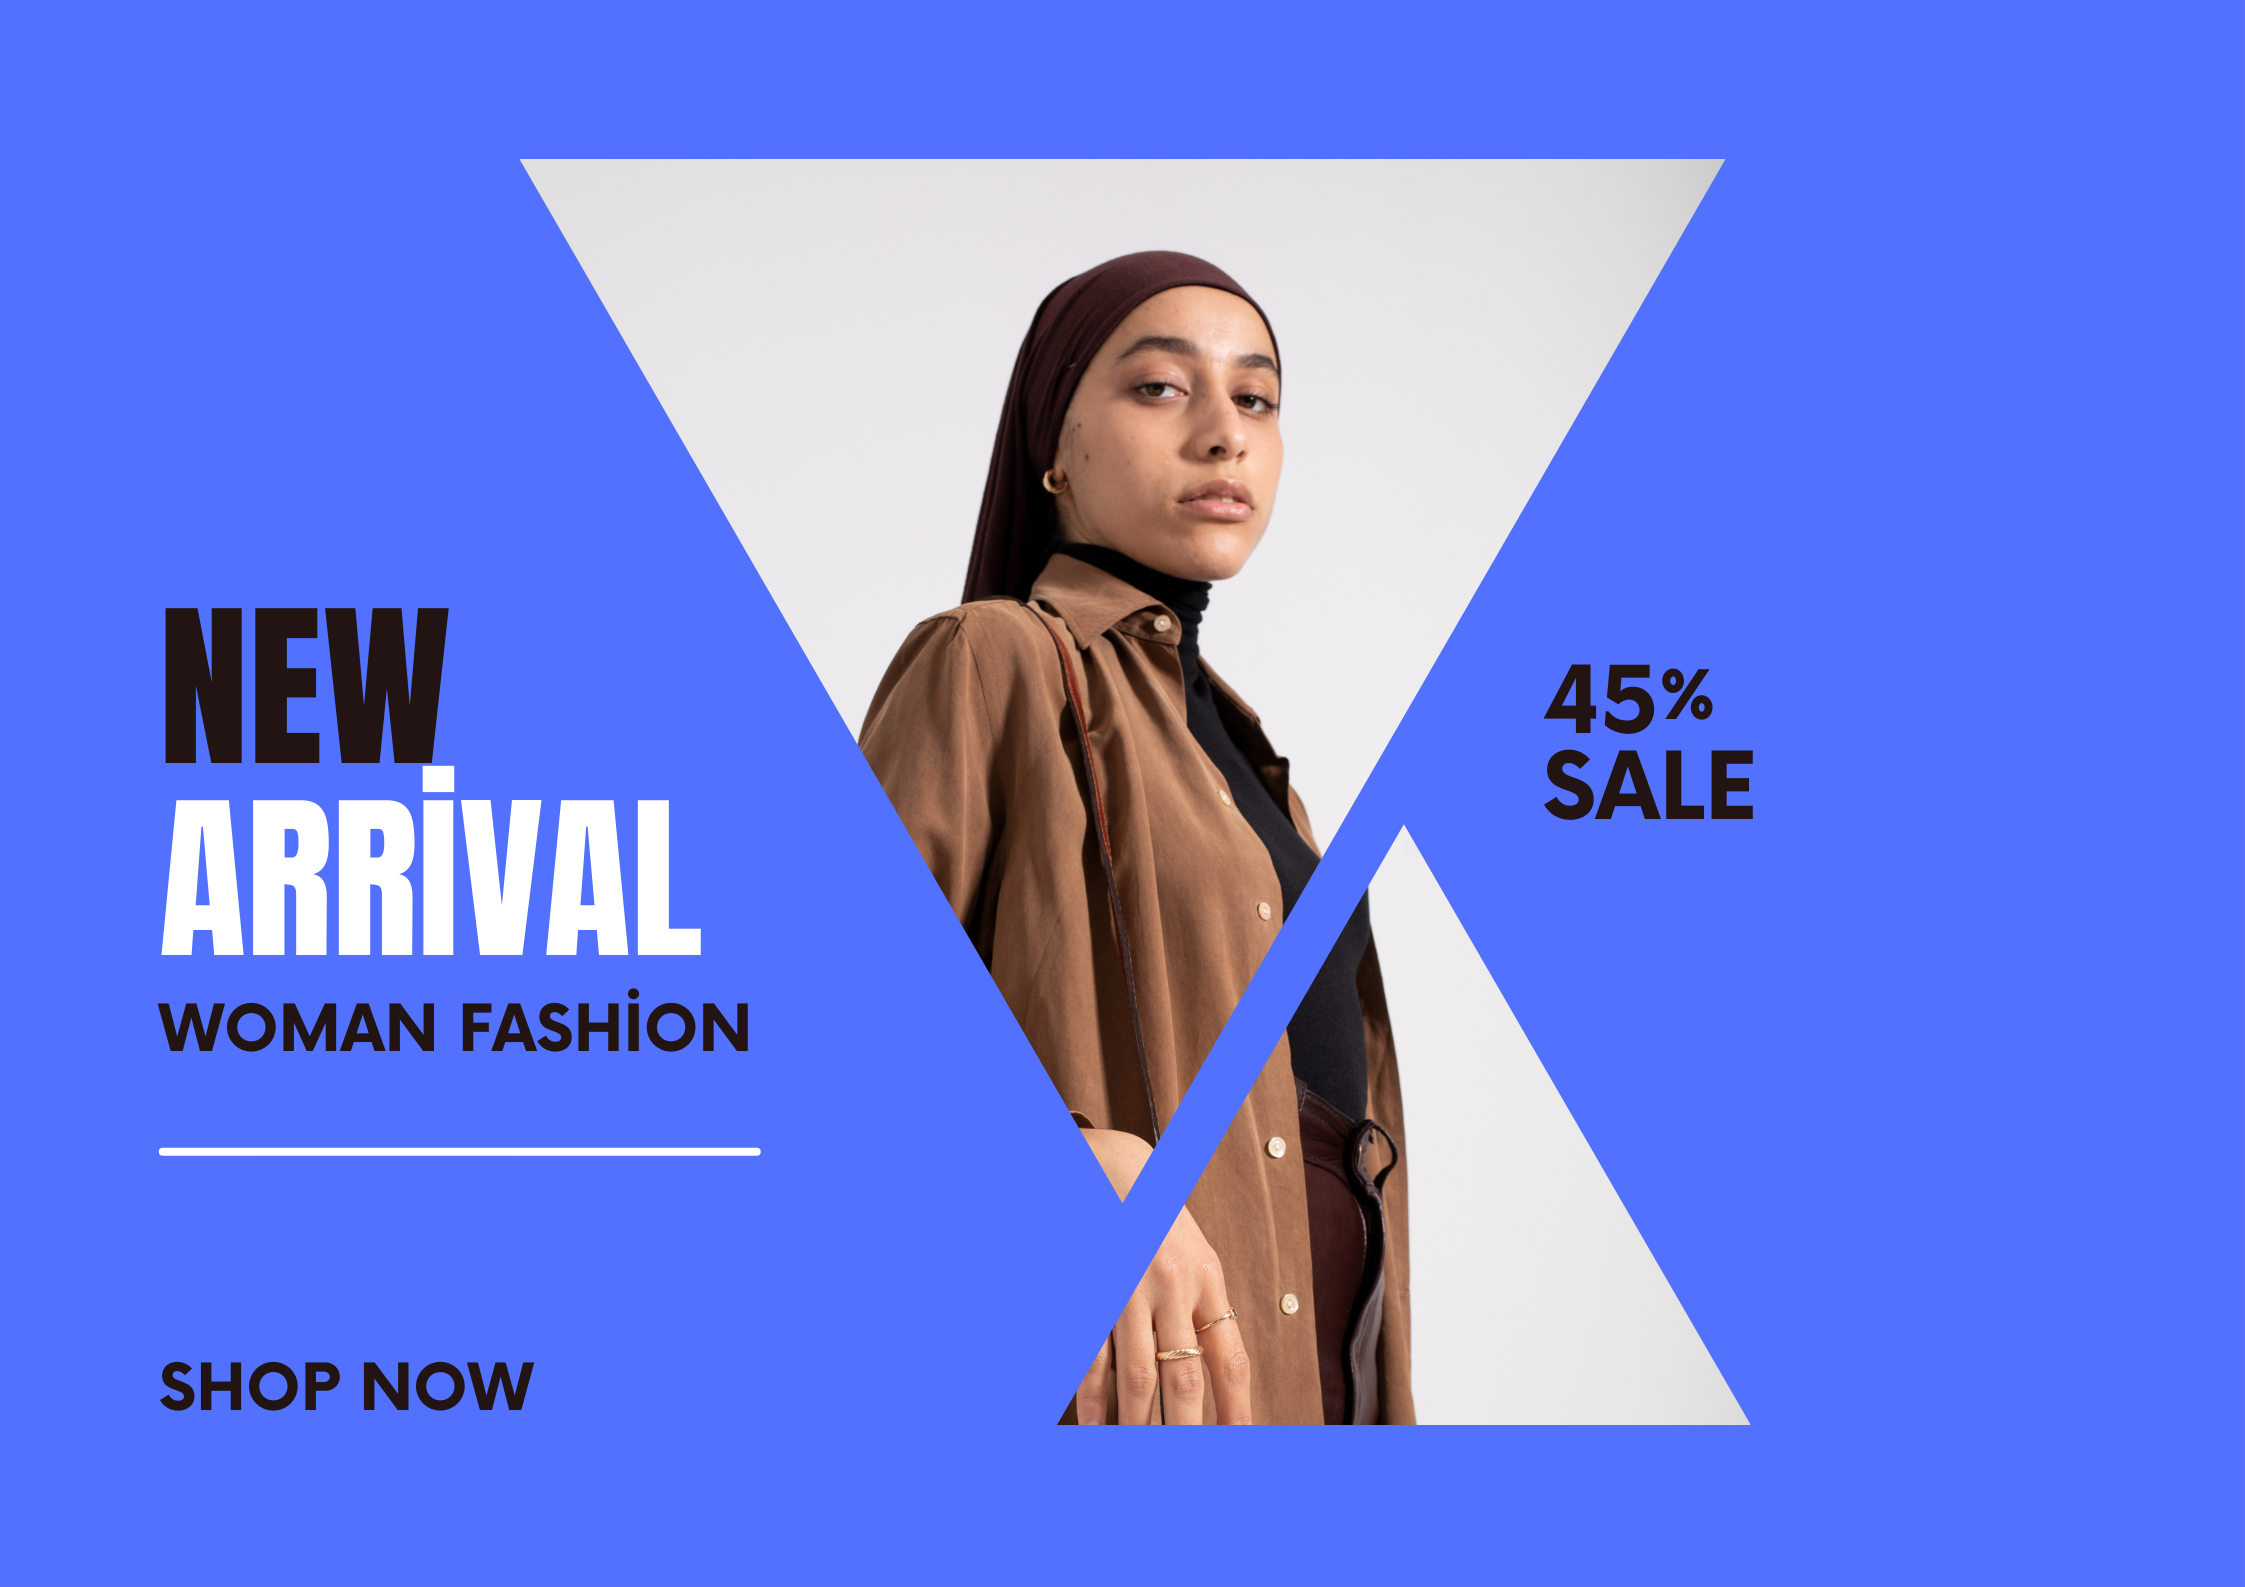 NEW
ARRİVAL
WOMAN FASHİON
SHOP NOW
45%
SALE